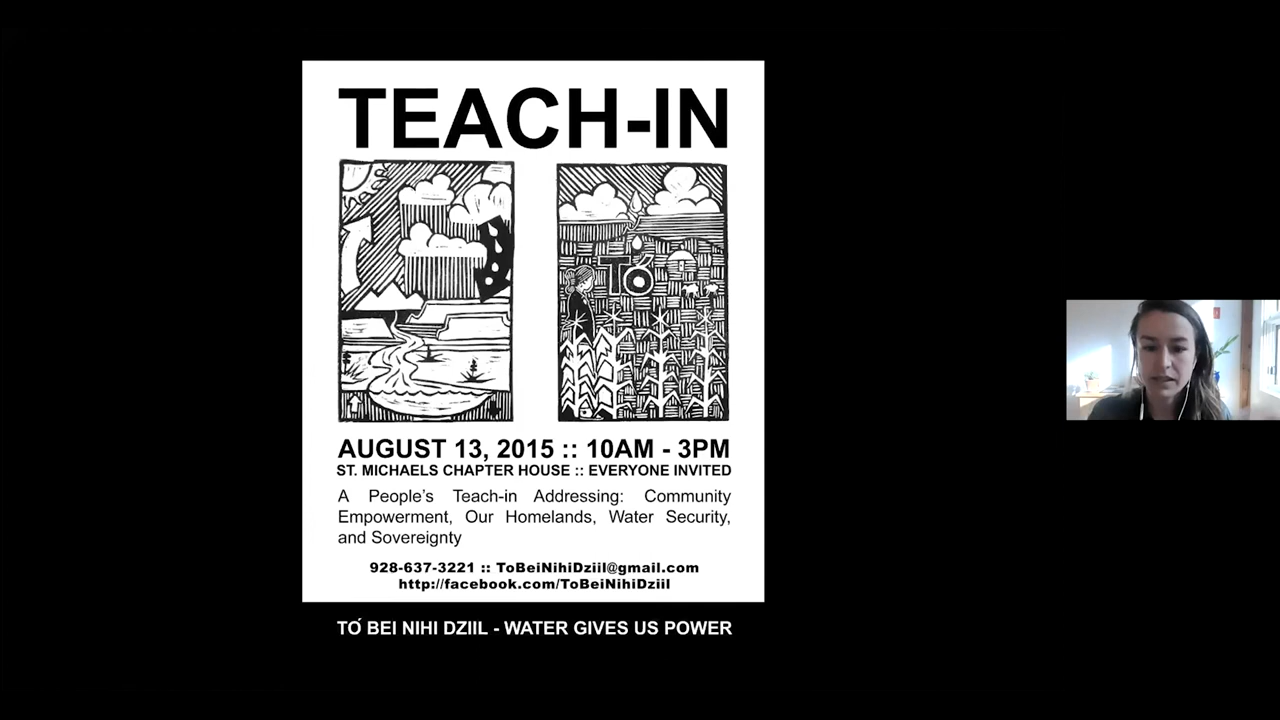 TEACH-IN
Tó
AUGUST 13, 2015 :: 10AM - 3PM
ST. MICHAELS CHAPTER HOUSE :: EVERYONE INVITED
A People's Teach-in Addressing: Community
Empowerment, Our Homelands, Water Security,
and Sovereignty
928-637-3221 :: ToBeiNihiDziil@gmail.com
http://facebook.com/ToBeiNihiDziil
TÓ BEI NIHI DZIIL - WATER GIVES US POWER